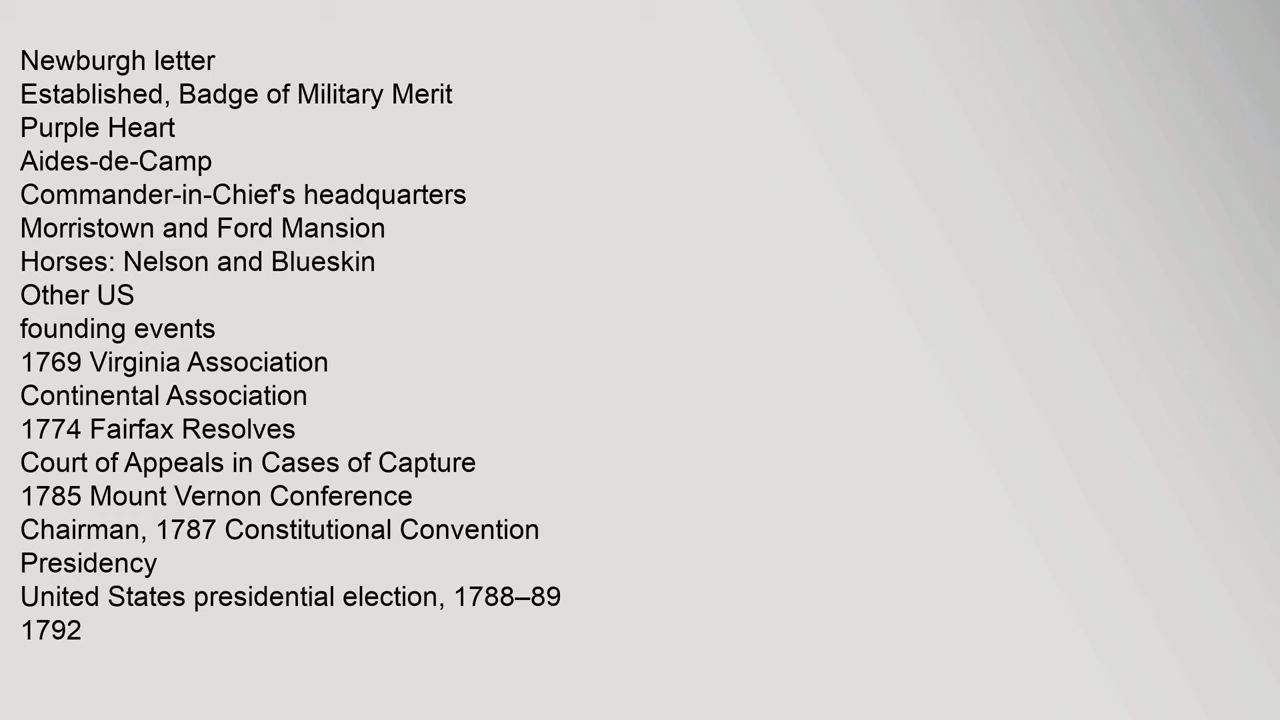 Newburgh letter
Established, Badge of Military Merit
Purple Heart
Aides-de-Camp
Commander-in-Chief's headquarters
Morristown and Ford Mansion
Horses: Nelson and Blueskin
Other US
founding events
1769 Virginia Association
Continental Association
1774 Fairfax Resolves
Court of Appeals in Cases of Capture
1785 Mount Vernon Conference
Chairman, 1787 Constitutional Convention
Presidency
United States presidential election, 1788–89
1792